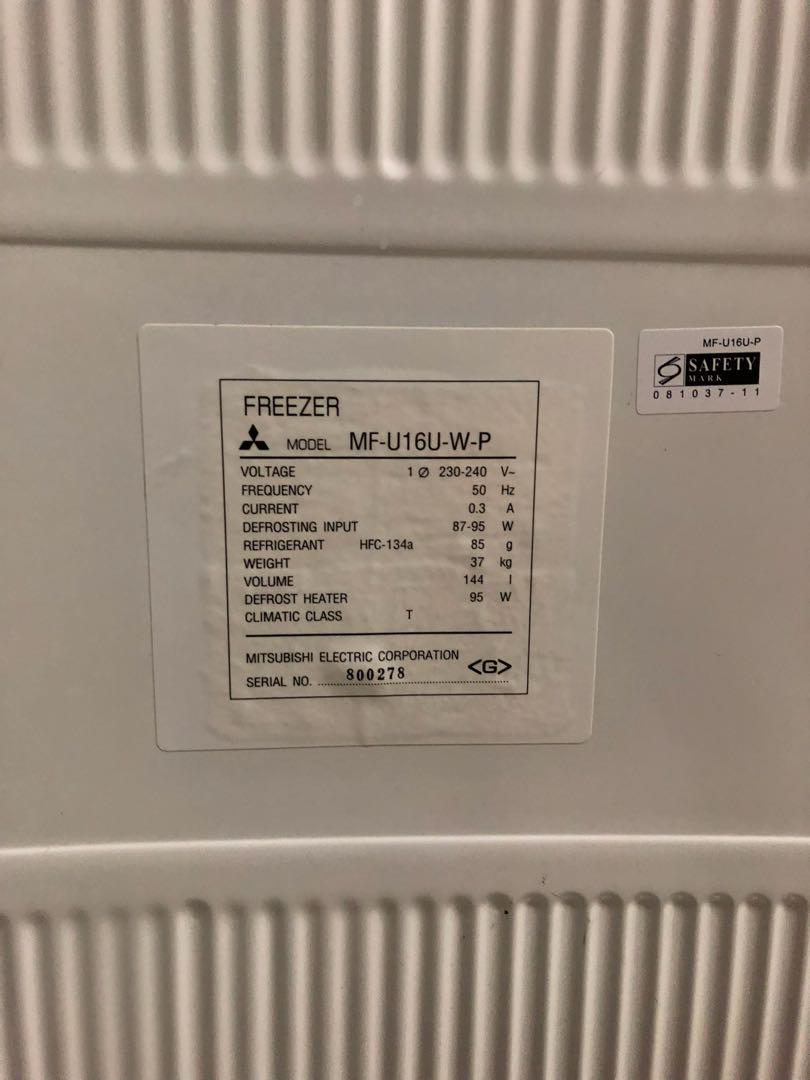 FREEZER
MODEL MF-U16U-W-P
VOLTAGE 1 Ø 230-240 V~
FREQUENCY 50 Hz
CURRENT 0.3 A
DEFROSTING INPUT 87-95 W
REFRIGERANT HFC-134a 85 g
WEIGHT 37 kg
VOLUME 144 l
DEFROST HEATER 95 W
CLIMATIC CLASS T
MITSUBISHI ELECTRIC CORPORATION <G>
SERIAL NO. 800278
MF-U16U-P
SAFETY
MARK
081037-11